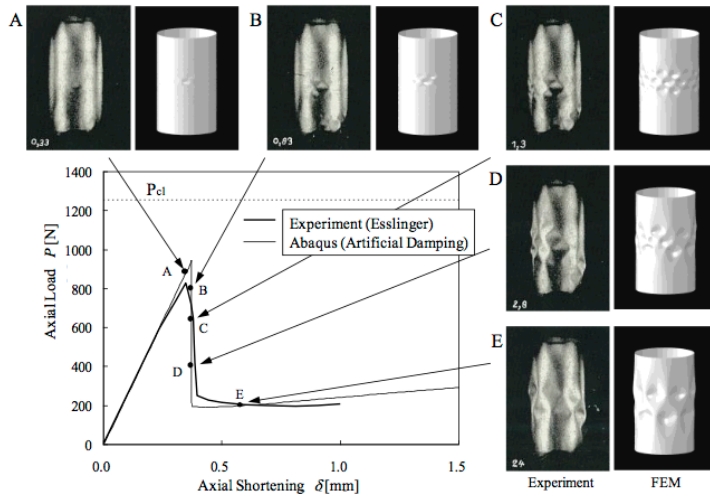 A
B
C
0,33
0,83
1,3
D
2,8
E
24
Experiment
FEM
1400
1200
1000
800
600
400
200
0
Axial Load P [N]
Pcl
Experiment (Esslinger)
Abaqus (Artificial Damping)
A
B
C
D
E
0.0
0.5
1.0
1.5
Axial Shortening δ[mm]